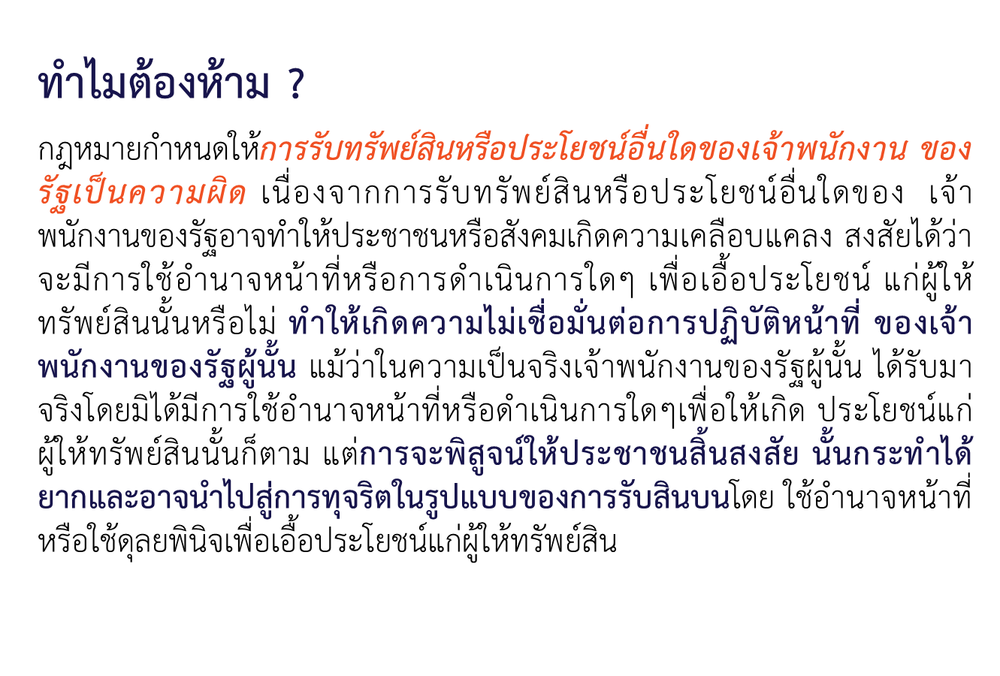 ทำไมต้องห้าม ?
กฎหมายกำหนดให้การรับทรัพย์สินหรือประโยชน์อื่นใดของเจ้าพนักงาน ของ
รัฐเป็นความผิด เนื่องจากการรับทรัพย์สินหรือประโยชน์อื่นใดของ เจ้า
พนักงานของรัฐอาจทำให้ประชาชนหรือสังคมเกิดความเคลือบแคลง สงสัยได้ว่า
จะมีการใช้อำนาจหน้าที่หรือการดำเนินการใดๆ เพื่อเอื้อประโยชน์ แก่ผู้ให้
ทรัพย์สินนั้นหรือไม่ ทำให้เกิดความไม่เชื่อมั่นต่อการปฏิบัติหน้าที่ ของเจ้า
พนักงานของรัฐผู้นั้น แม้ว่าในความเป็นจริงเจ้าพนักงานของรัฐผู้นั้น ได้รับมา
จริงโดยมิได้มีการใช้อำนาจหน้าที่หรือดำเนินการใดๆเพื่อให้เกิด ประโยชน์แก่
ผู้ให้ทรัพย์สินนั้นก็ตาม แต่การจะพิสูจน์ให้ประชาชนสิ้นสงสัย นั้นกระทำได้
ยากและอาจนำไปสู่การทุจริตในรูปแบบของการรับสินบนโดย ใช้อำนาจหน้าที่
หรือใช้ดุลยพินิจเพื่อเอื้อประโยชน์แก่ผู้ให้ทรัพย์สิน